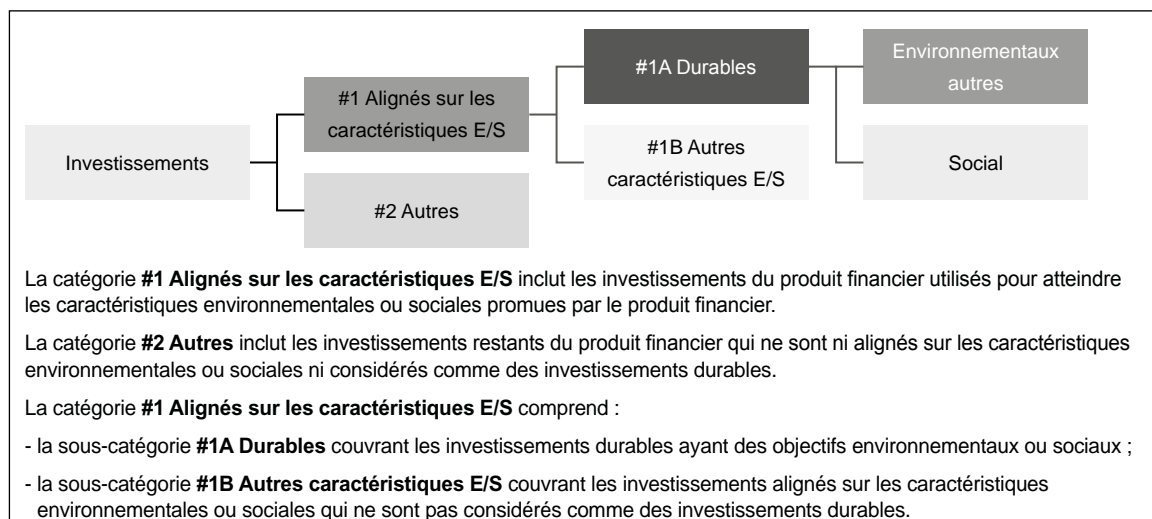 #1A Durables
Environnementaux
autres
#1 Alignés sur les
caractéristiques E/S
Investissements
#1B Autres
caractéristiques E/S
Social
#2 Autres
La catégorie #1 Alignés sur les caractéristiques E/S inclut les investissements du produit financier utilisés pour atteindre
les caractéristiques environnementales ou sociales promues par le produit financier.
La catégorie #2 Autres inclut les investissements restants du produit financier qui ne sont ni alignés sur les caractéristiques
environnementales ou sociales ni considérés comme des investissements durables.
La catégorie #1 Alignés sur les caractéristiques E/S comprend :
- la sous-catégorie #1A Durables couvrant les investissements durables ayant des objectifs environnementaux ou sociaux ;
- la sous-catégorie #1B Autres caractéristiques E/S couvrant les investissements alignés sur les caractéristiques
environnementales ou sociales qui ne sont pas considérés comme des investissements durables.